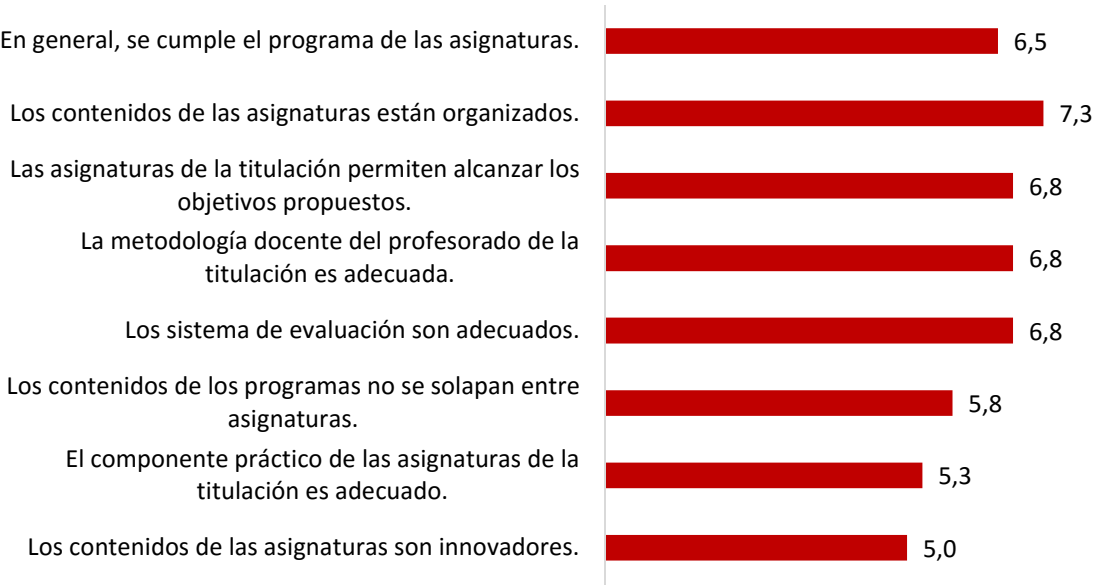 En general, se cumple el programa de las asignaturas.
6,5
Los contenidos de las asignaturas están organizados.
7,3
Las asignaturas de la titulación permiten alcanzar los
objetivos propuestos.
6,8
La metodología docente del profesorado de la
titulación es adecuada.
6,8
Los sistema de evaluación son adecuados.
6,8
Los contenidos de los programas no se solapan entre
asignaturas.
5,8
El componente práctico de las asignaturas de la
titulación es adecuado.
5,3
Los contenidos de las asignaturas son innovadores.
5,0